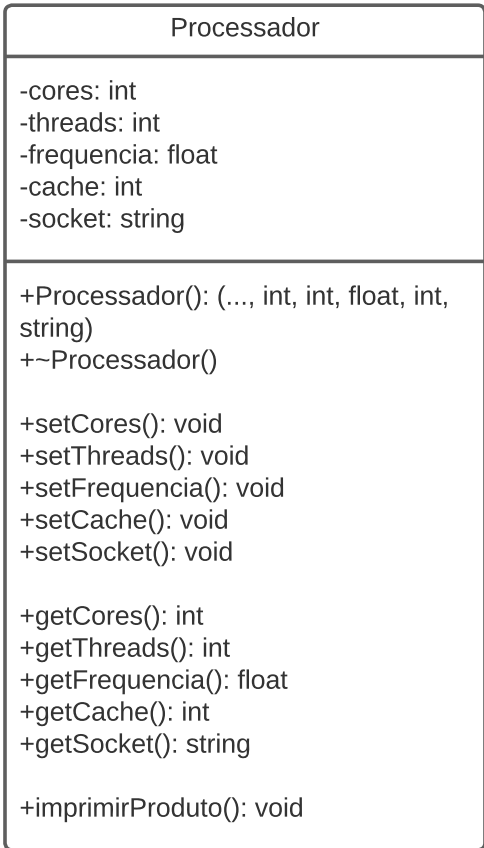 Processador
-cores: int
-threads: int
-frequencia: float
-cache: int
-socket: string
+Processador(): (..., int, int, float, int,
string)
+~Processador()
+setCores(): void
+setThreads(): void
+setFrequencia(): void
+setCache(): void
+setSocket(): void
+getCores(): int
+getThreads(): int
+getFrequencia(): float
+getCache(): int
+getSocket(): string
+imprimirProduto(): void